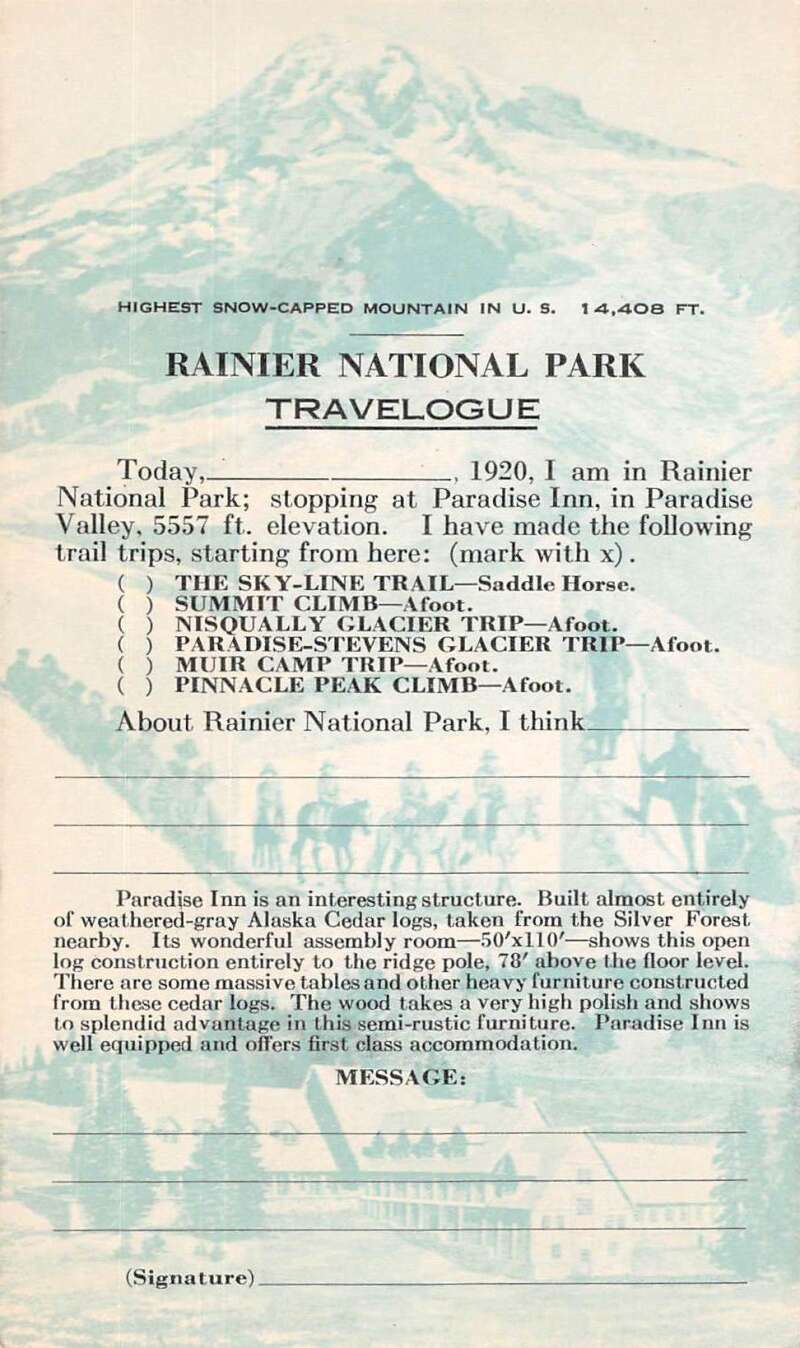 HIGHEST SNOW-CAPPED MOUNTAIN IN U. S. 14,408 FT.
RAINIER NATIONAL PARK
TRAVELOGUE
Today,____________________, 1920, I am in Rainier
National Park; stopping at Paradise Inn, in Paradise
Valley, 5557 ft. elevation. I have made the following
trail trips, starting from here: (mark with x).
( ) THE SKY-LINE TRAIL—Saddle Horse.
( ) SUMMIT CLIMB—Afoot.
( ) NISQUALLY GLACIER TRIP—Afoot.
( ) PARADISE-STEVENS GLACIER TRIP—Afoot.
( ) MUIR CAMP TRIP—Afoot.
( ) PINNACLE PEAK CLIMB—Afoot.
About Rainier National Park, I think____________
Paradise Inn is an interesting structure. Built almost entirely
of weathered-gray Alaska Cedar logs, taken from the Silver Forest
nearby. Its wonderful assembly room—50'x110'—shows this open
log construction entirely to the ridge pole, 78' above the floor level.
There are some massive tables and other heavy furniture constructed
from these cedar logs. The wood takes a very high polish and shows
to splendid advantage in this semi-rustic furniture. Paradise Inn is
well equipped and offers first class accommodation.
MESSAGE:
(Signature)____________________